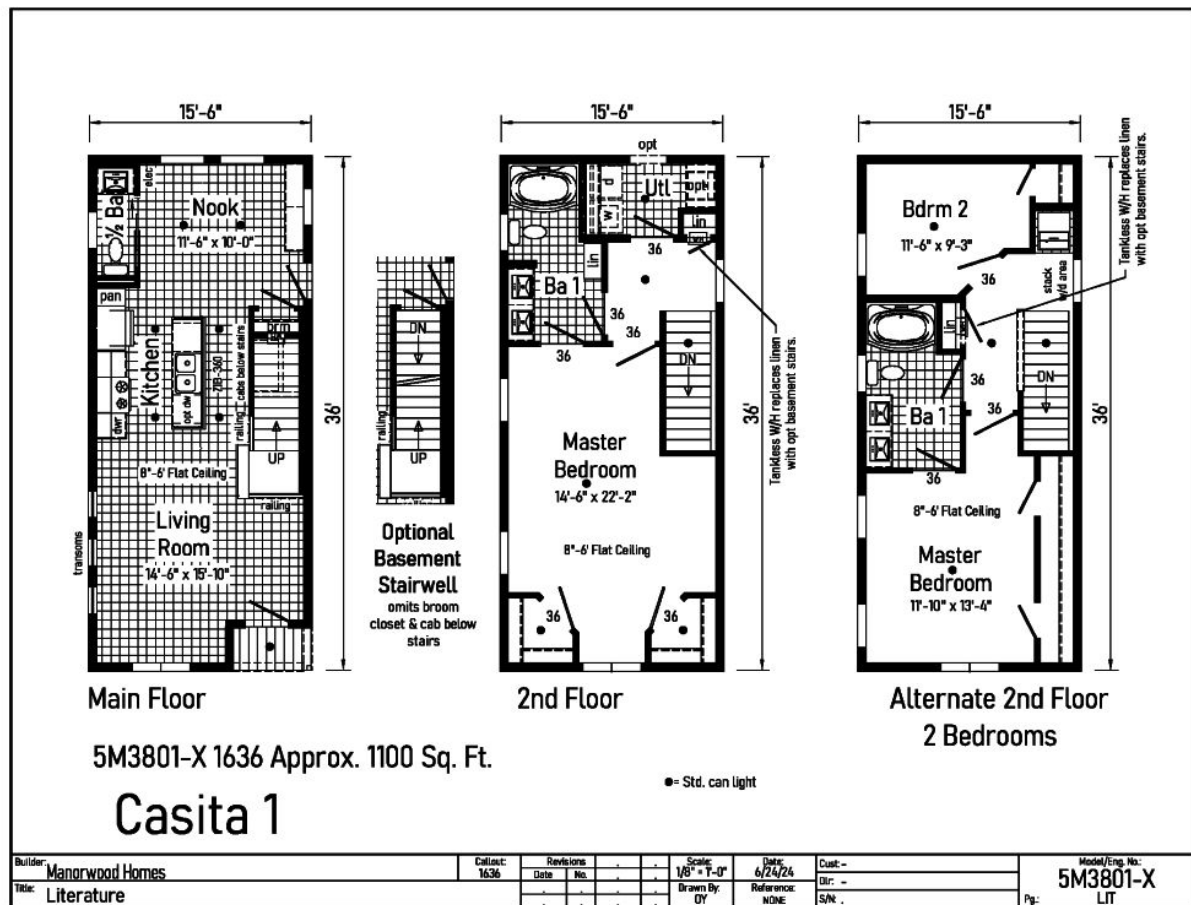 15'-6"
elec
½ Ba
Nook
11'-6" x 10'-0"
36'
pan
brm
Kitchen
opt dw
ZDB-360
cabs below stairs
railing
dwr
UP
8"-6' Flat Ceiling
railing
Living
Room
14'-6" x 15'-10"
transoms
Main Floor
DN
railing
UP
Optional
Basement
Stairwell
omits broom
closet & cab below
stairs
15'-6"
opt
d
w
Utl
opt
lin
36
lin
Ba 1
36
36
36
DN
36'
Tankless W/H replaces linen
with opt basement stairs.
Master
Bedroom
14'-6" x 22'-2"
8"-6' Flat Ceiling
36
36
2nd Floor
15'-6"
Tankless W/H replaces linen
with opt basement stairs.
Bdrm 2
11'-6" x 9'-3"
36
stack
w/d area
lin
36
Ba 1
36
DN
36'
36
8"-6' Flat Ceiling
Master
Bedroom
11'-10" x 13'-4"
Alternate 2nd Floor
2 Bedrooms
5M3801-X 1636 Approx. 1100 Sq. Ft.
= Std. can light
Casita 1
Builder: Manorwood Homes
Title: Literature
Callout:
1636
Revisions
Date No.
Scale:
1/8" = 1'-0"
Drawn By:
OY
Date:
6/24/24
Reference:
NONE
Cust: -
Dlr: -
S/N: .
Model/Eng. No.:
5M3801-X
Pg.: LIT